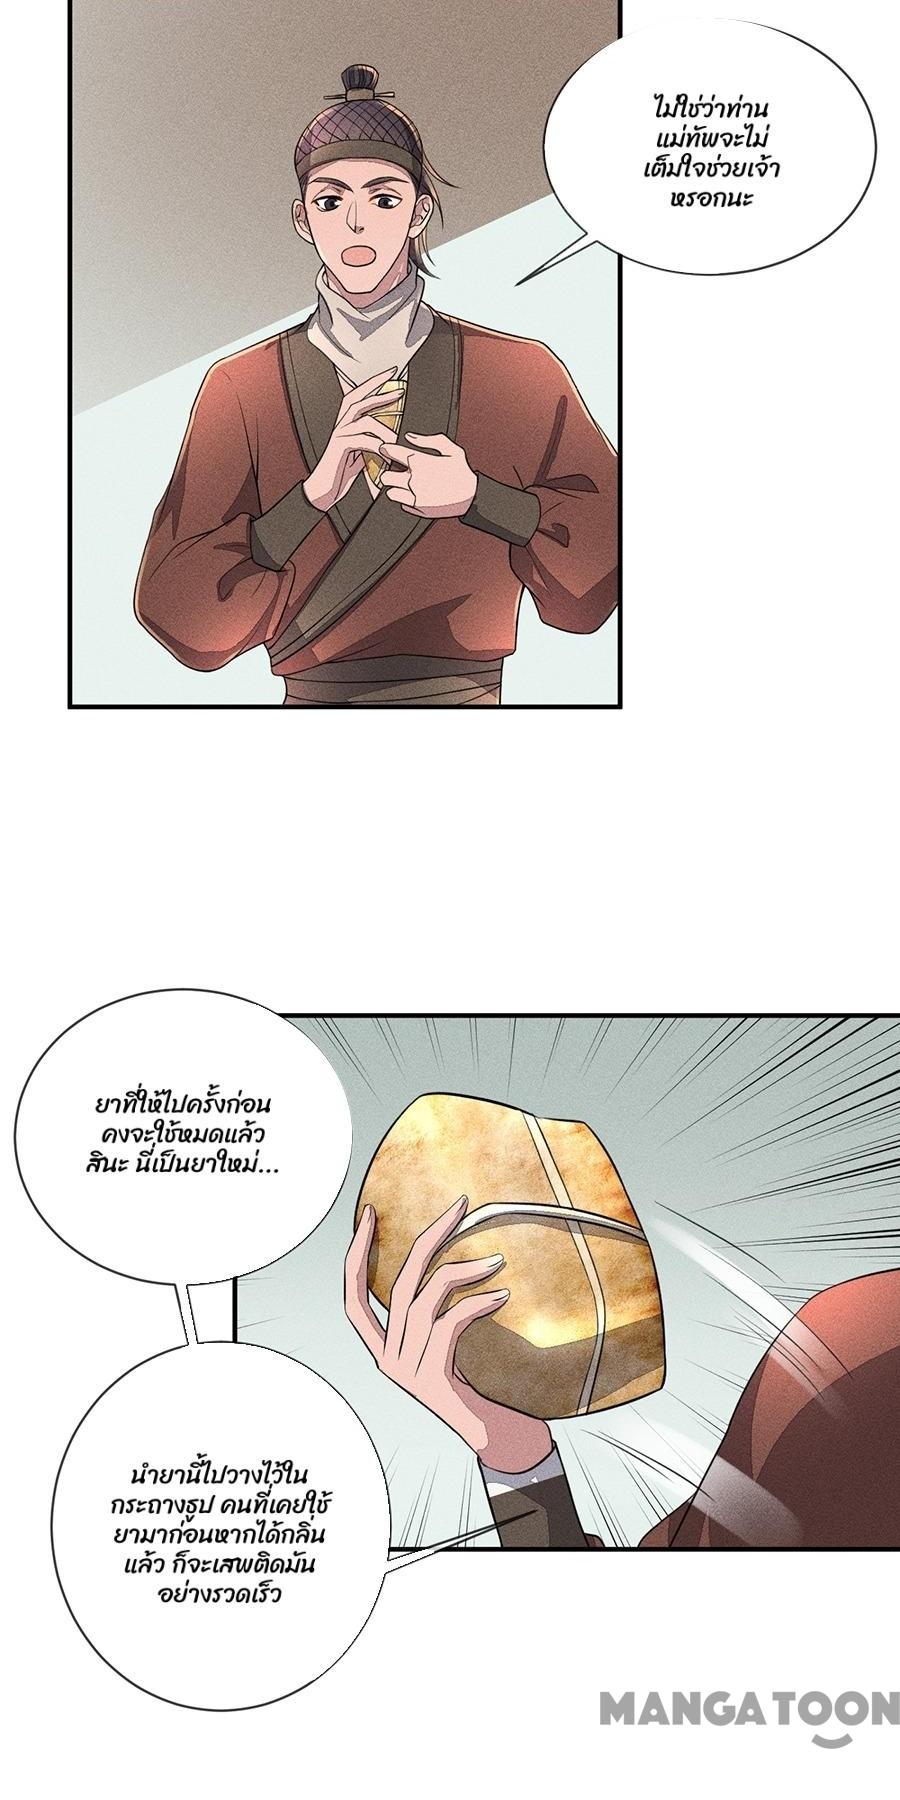 ไม่ใช่ว่าท่าน
แม่ทัพจะไม่
เต็มใจช่วยเจ้า
หรอกนะ
ยาที่ให้ไปครั้งก่อน
คงจะใช้หมดแล้ว
สินะ นี่เป็นยาใหม่...
นำยานี้ไปวางไว้ใน
กระถางธูป คนที่เคยใช้
ยามาก่อนหากได้กลิ่น
แล้ว ก็จะเสพติดมัน
อย่างรวดเร็ว
MANGATOON